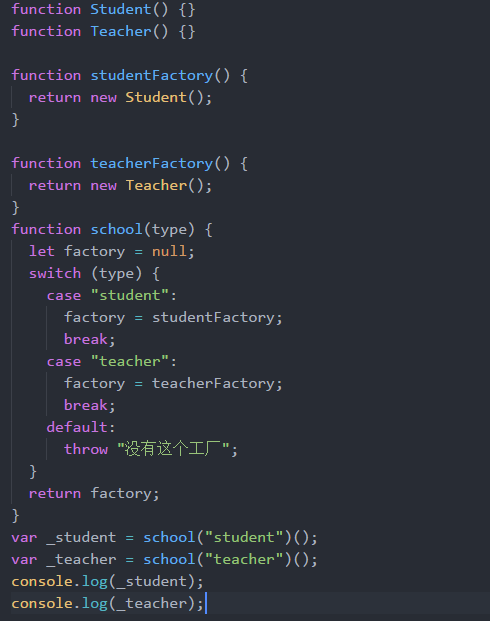 function Student() {}
function Teacher() {}
function studentFactory() {
return new Student();
}
function teacherFactory() {
return new Teacher();
}
function school(type) {
let factory = null;
switch (type) {
case "student":
factory = studentFactory;
break;
case "teacher":
factory = teacherFactory;
break;
default:
throw "没有这个工厂";
}
return factory;
}
var _student = school("student")();
var _teacher = school("teacher")();
console.log(_student);
console.log(_teacher);